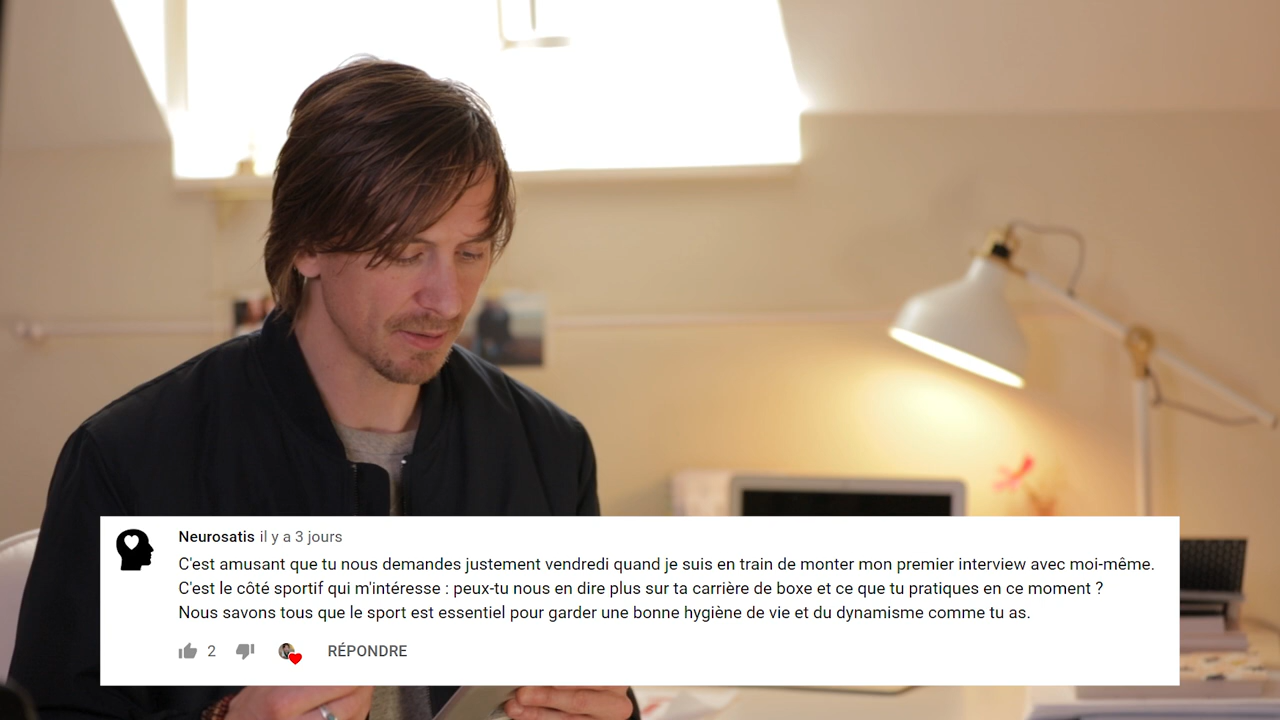 Neurosatis il y a 3 jours
C'est amusant que tu nous demandes justement vendredi quand je suis en train de monter mon premier interview avec moi-même.
C'est le côté sportif qui m'intéresse : peux-tu nous en dire plus sur ta carrière de boxe et ce que tu pratiques en ce moment ?
Nous savons tous que le sport est essentiel pour garder une bonne hygiène de vie et du dynamisme comme tu as.
2 RÉPONDRE